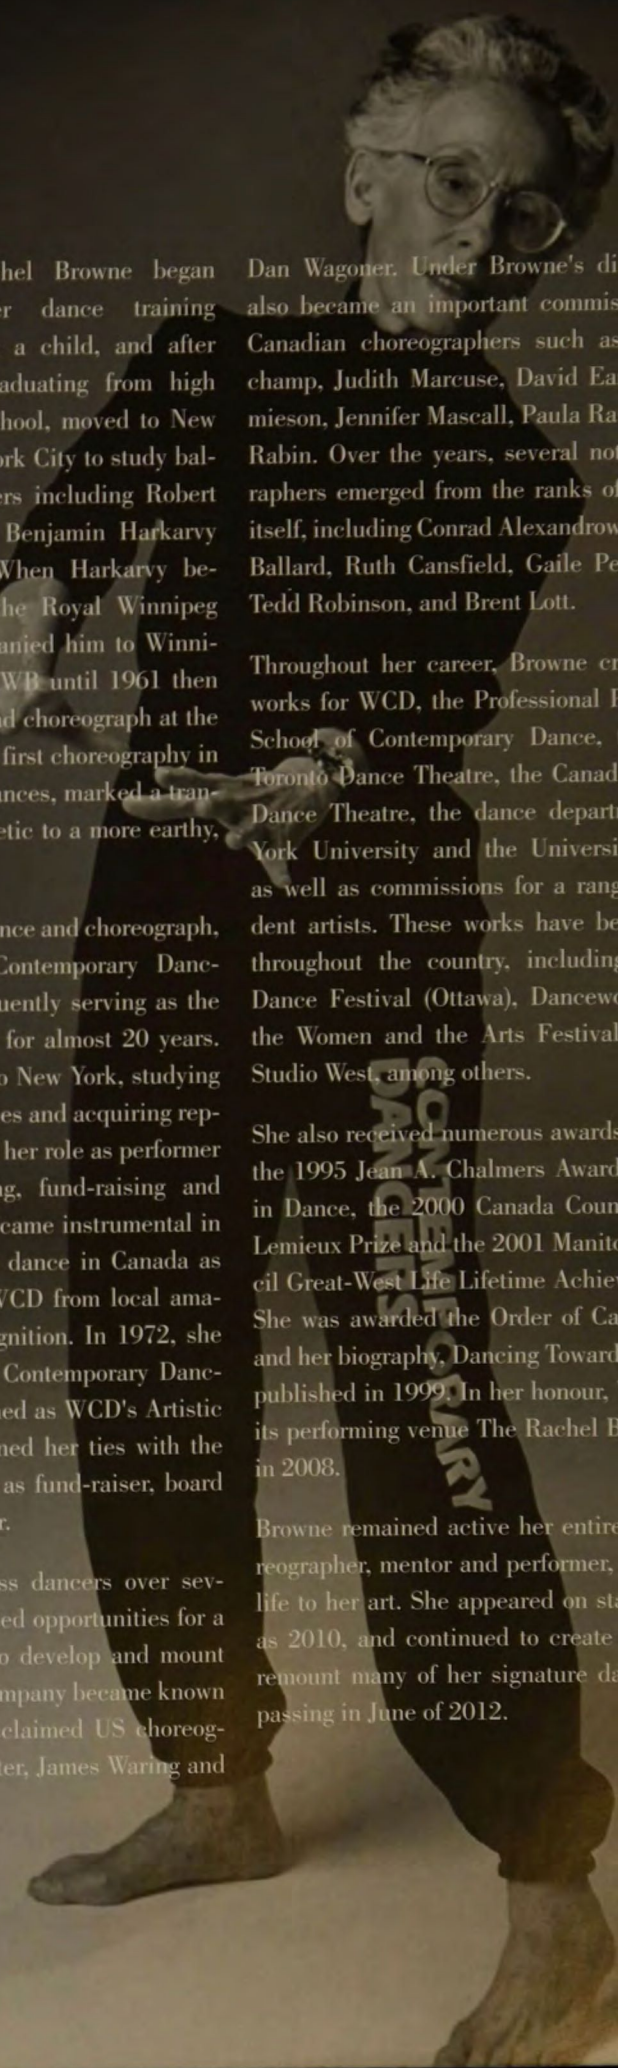 hel Browne began
r dance training
a child, and after
aduating from high
hool, moved to New
ork City to study bal-
ers including Robert
Benjamin Harkarvy
When Harkarvy be-
the Royal Winnipeg
anied him to Winni-
WB until 1961 then
nd choreograph at the
first choreography in
ances, marked a tran-
etic to a more earthy,
nce and choreograph,
Contemporary Danc-
uently serving as the
for almost 20 years.
o New York, studying
es and acquiring rep-
her role as performer
ng, fund-raising and
came instrumental in
dance in Canada as
WCD from local ama-
gnition. In 1972, she
Contemporary Danc-
ned as WCD's Artistic
ned her ties with the
as fund-raiser, board
r.
ss dancers over sev-
ed opportunities for a
o develop and mount
mpany became known
claimed US choreog-
ter, James Waring and
Dan Wagoner. Under Browne's di
also became an important commis
Canadian choreographers such as
champ, Judith Marcuse, David Ea
mieson, Jennifer Mascall, Paula Ra
Rabin. Over the years, several not
raphers emerged from the ranks of
itself, including Conrad Alexandrow
Ballard, Ruth Cansfield, Gaile Pe
Tedd Robinson, and Brent Lott.
Throughout her career, Browne cr
works for WCD, the Professional P
School of Contemporary Dance,
Toronto Dance Theatre, the Canad
Dance Theatre, the dance depart
York University and the Universi
as well as commissions for a rang
dent artists. These works have be
throughout the country, including
Dance Festival (Ottawa), Dancewo
the Women and the Arts Festival
Studio West, among others.
She also received numerous awards
the 1995 Jean A. Chalmers Award
in Dance, the 2000 Canada Coun
Lemieux Prize and the 2001 Manito
cil Great-West Life Lifetime Achiev
She was awarded the Order of Ca
and her biography, Dancing Toward
published in 1999. In her honour,
its performing venue The Rachel B
in 2008.
Browne remained active her entire
reographer, mentor and performer,
life to her art. She appeared on sta
as 2010, and continued to create
remount many of her signature da
passing in June of 2012.
CONTEMPORARY
DANCERS